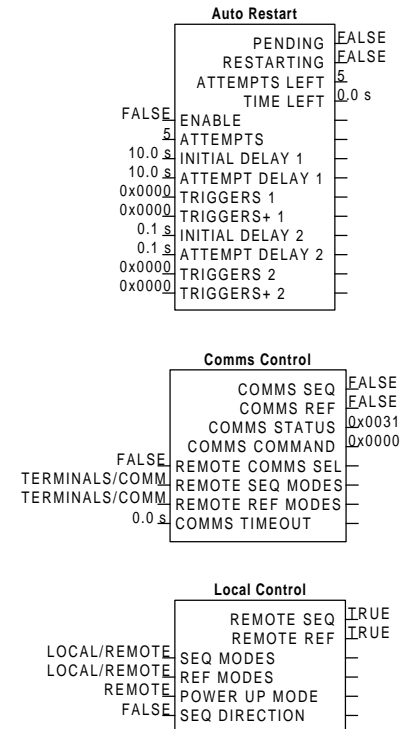 Auto Restart
PENDING FALSE
RESTARTING FALSE
ATTEMPTS LEFT 5
TIME LEFT 0.0 s
FALSE ENABLE
5 ATTEMPTS
10.0 s INITIAL DELAY 1
10.0 s ATTEMPT DELAY 1
0x0000 TRIGGERS 1
0x0000 TRIGGERS+ 1
0.1 s INITIAL DELAY 2
0.1 s ATTEMPT DELAY 2
0x0000 TRIGGERS 2
0x0000 TRIGGERS+ 2
Comms Control
COMMS SEQ FALSE
COMMS REF FALSE
COMMS STATUS 0x0031
COMMS COMMAND 0x0000
FALSE REMOTE COMMS SEL
TERMINALS/COMM REMOTE SEQ MODES
TERMINALS/COMM REMOTE REF MODES
0.0 s COMMS TIMEOUT
Local Control
REMOTE SEQ TRUE
REMOTE REF TRUE
LOCAL/REMOTE SEQ MODES
LOCAL/REMOTE REF MODES
REMOTE POWER UP MODE
FALSE SEQ DIRECTION